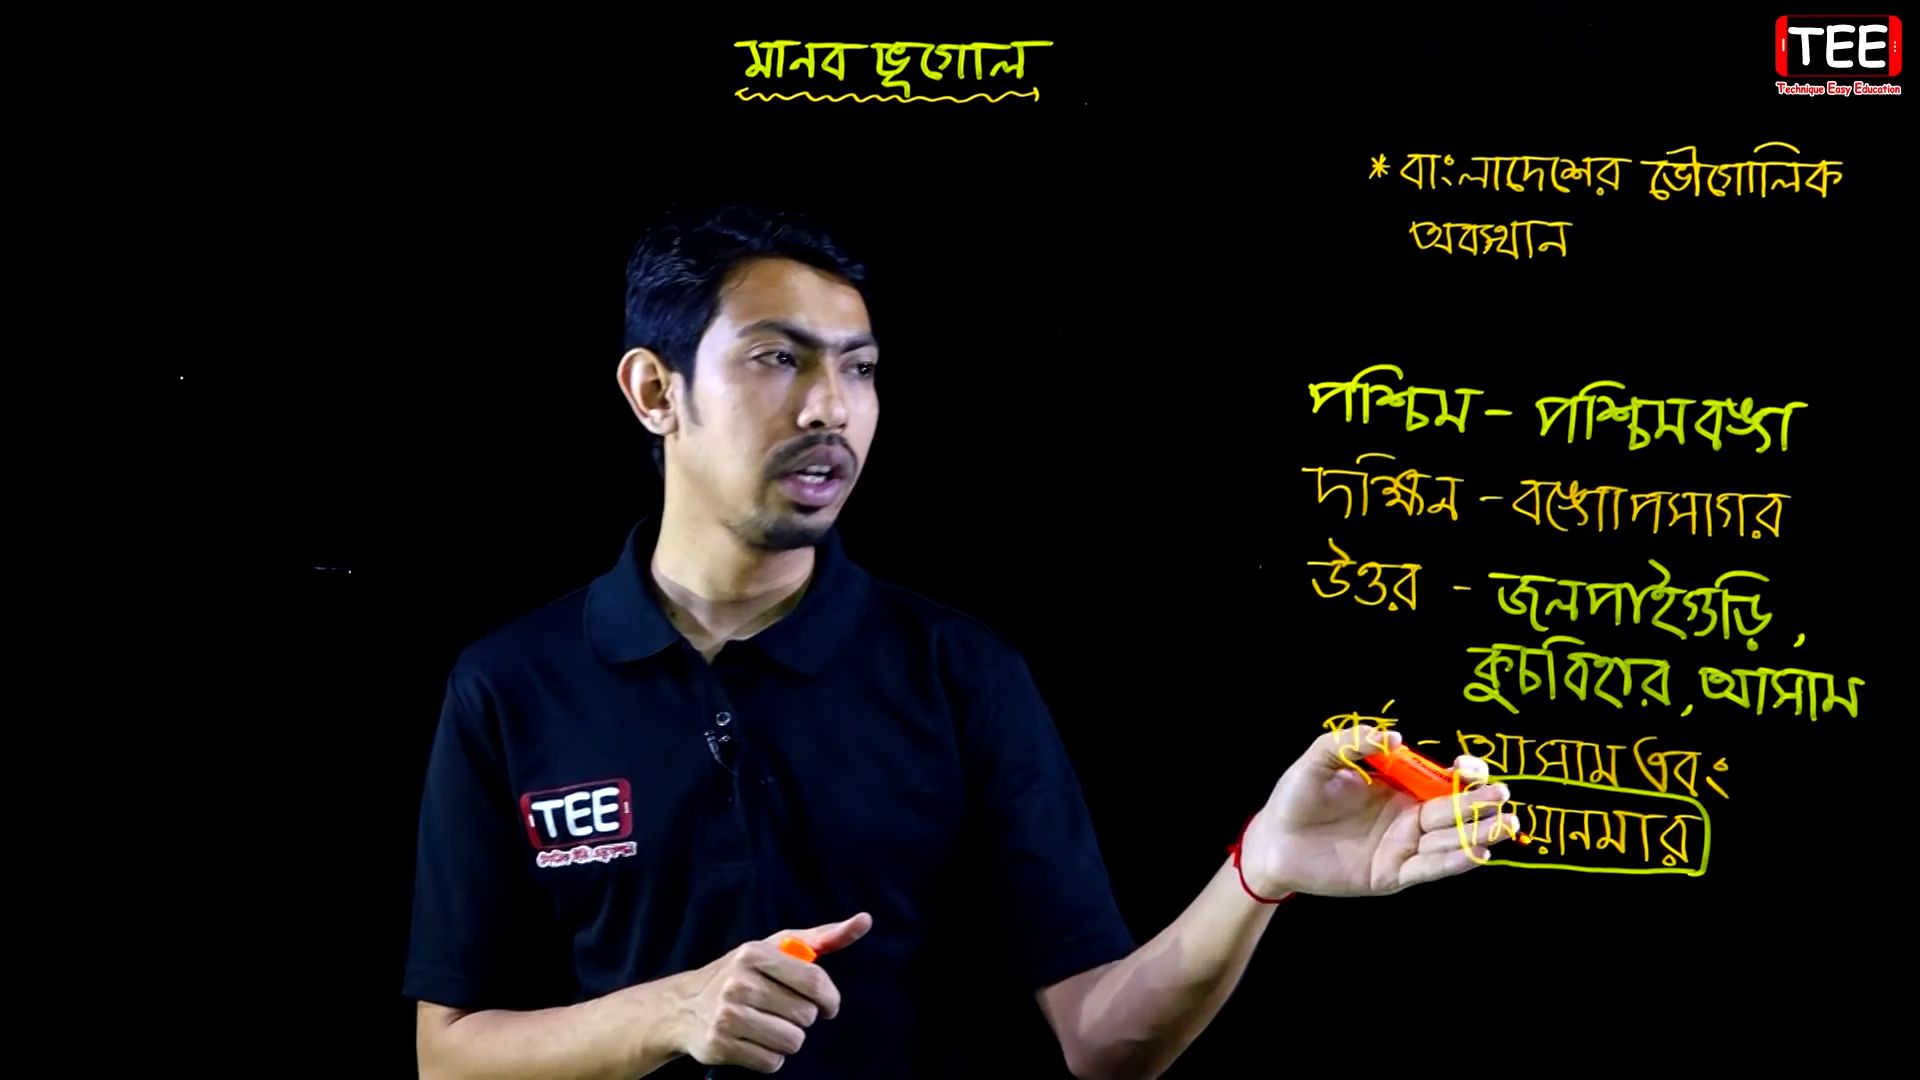 মানব ভূগোল
TEE
Technique Easy Education
* বাংলাদেশের ভৌগোলিক
অবস্থান
পশ্চিম - পশ্চিমবঙ্গ
দক্ষিন - বঙ্গোপসাগর
উত্তর - জলপাইগুড়ি,
কুচবিহার, আসাম
পূর্ব - আসাম এবং
মিয়ানমার
TEE